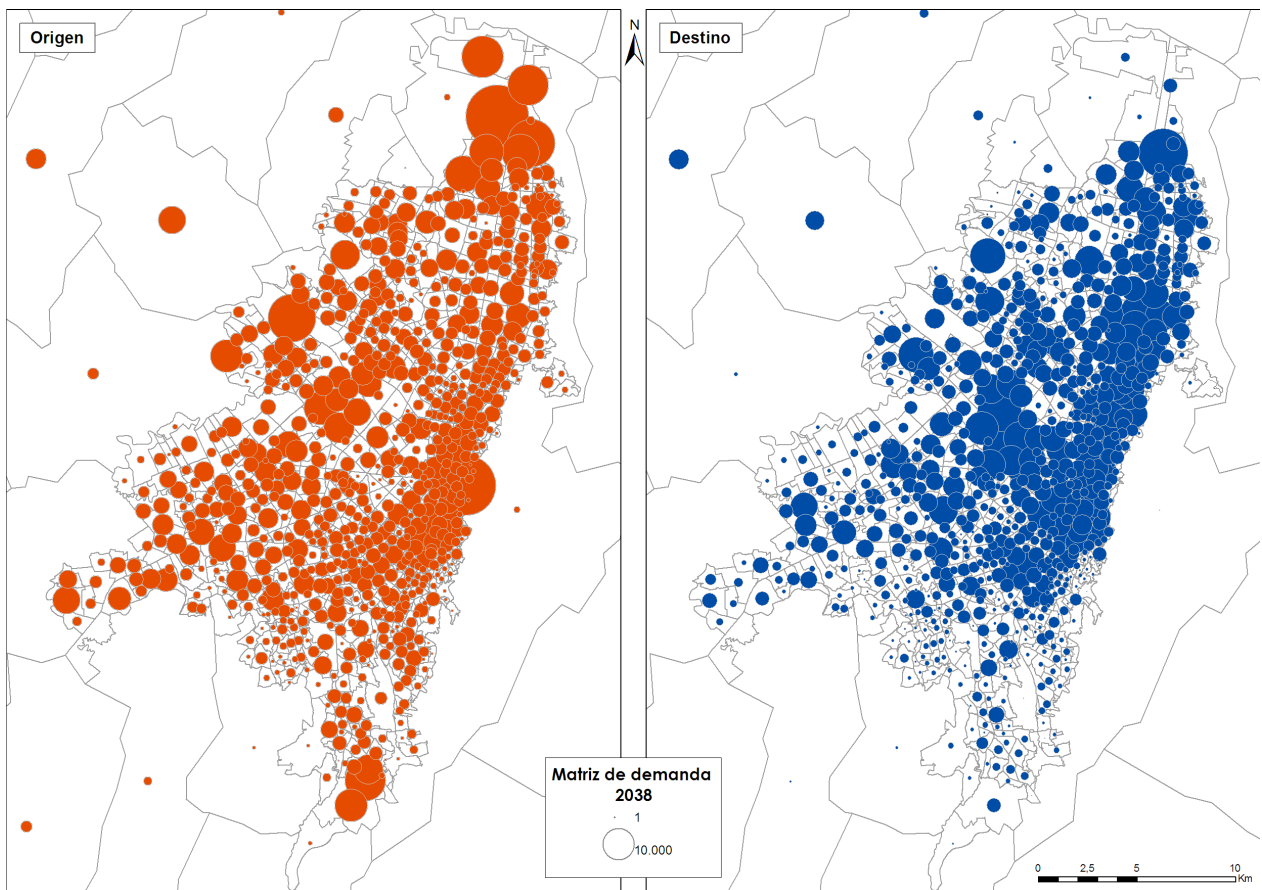 Origen
N
Destino
Matriz de demanda
2038
1
10.000
0 2,5 5 10
Km